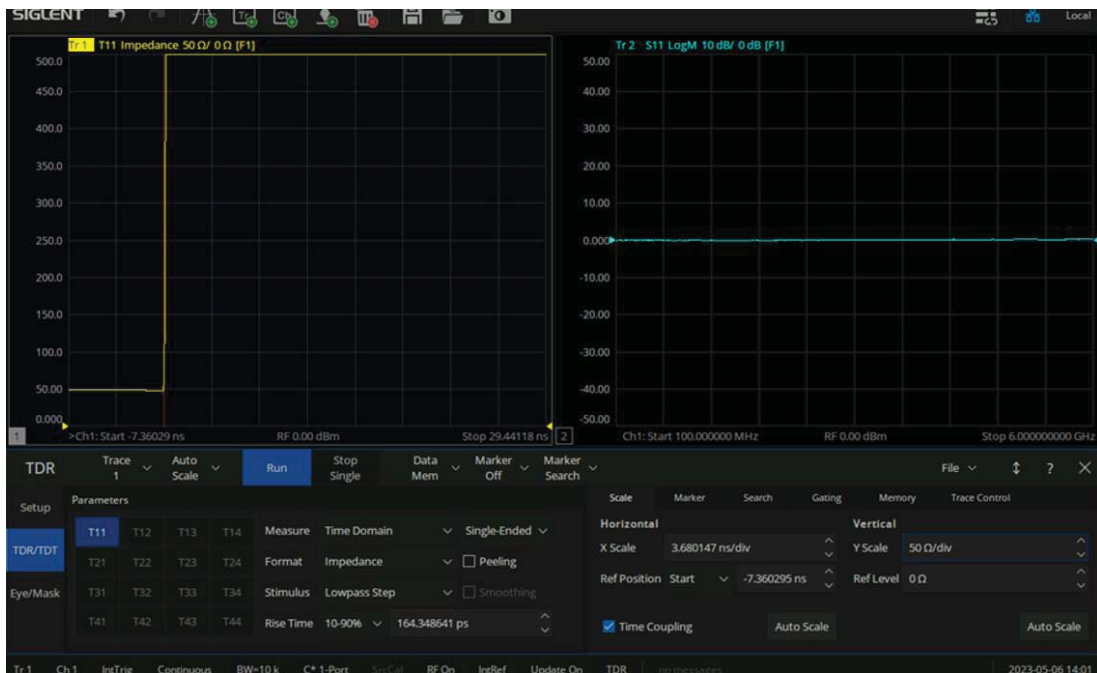 SIGLENT Tr Ch Local
Tr 1 T11 Impedance 50 Ω/ 0 Ω [F1]
500.0
450.0
400.0
350.0
300.0
250.0
200.0
150.0
100.0
50.00
0.000
1 >Ch1: Start -7.36029 ns RF 0.00 dBm Stop 29.44118 ns
Tr 2 S11 LogM 10 dB/ 0 dB [F1]
50.00
40.00
30.00
20.00
10.00
0.000
-10.00
-20.00
-30.00
-40.00
-50.00
2 Ch1: Start 100.000000 MHz RF 0.00 dBm Stop 6.000000000 GHz
TDR Trace 1 Auto Scale Run Stop Single Data Mem Marker Off Marker Search File ?
Setup
TDR/TDT
Eye/Mask
Parameters
T11 T12 T13 T14 Measure Time Domain Single-Ended
T21 T22 T23 T24 Format Impedance Peeling
T31 T32 T33 T34 Stimulus Lowpass Step Smoothing
T41 T42 T43 T44 Rise Time 10-90% 164.348641 ps
Scale Marker Search Gating Memory Trace Control
Horizontal Vertical
X Scale 3.680147 ns/div Y Scale 50 Ω/div
Ref Position Start -7.360295 ns Ref Level 0 Ω
Time Coupling Auto Scale Auto Scale
Tr 1 Ch 1 IntTrig Continuous BW=10 k C* 1-Port SrcCal RF On IntRef Update On TDR no messages 2023-05-06 14:01